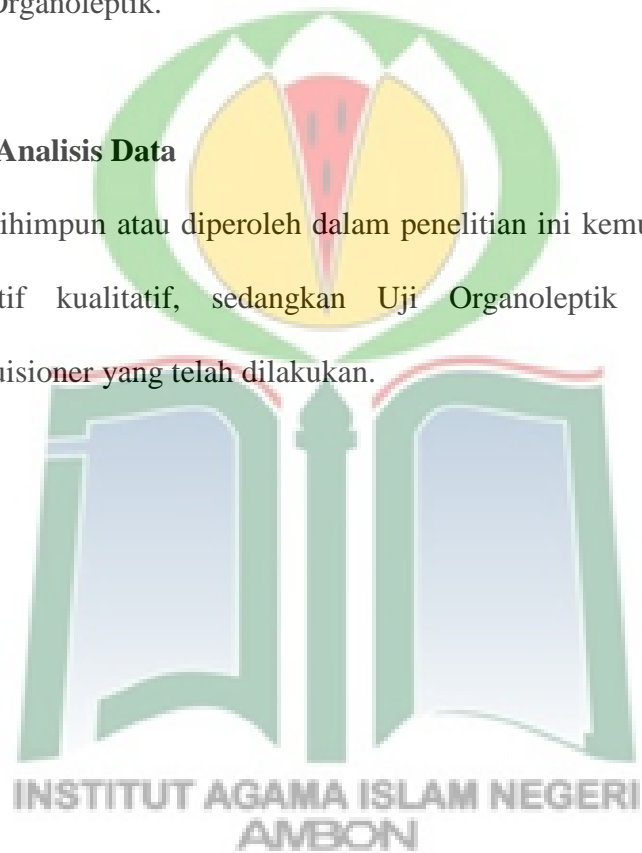 Organoleptik.
Analisis Data
ihimpun atau diperoleh dalam penelitian ini kemu
tif kualitatif, sedangkan Uji Organoleptik
uisioner yang telah dilakukan.
INSTITUT AGAMA ISLAM NEGERI
AMBON